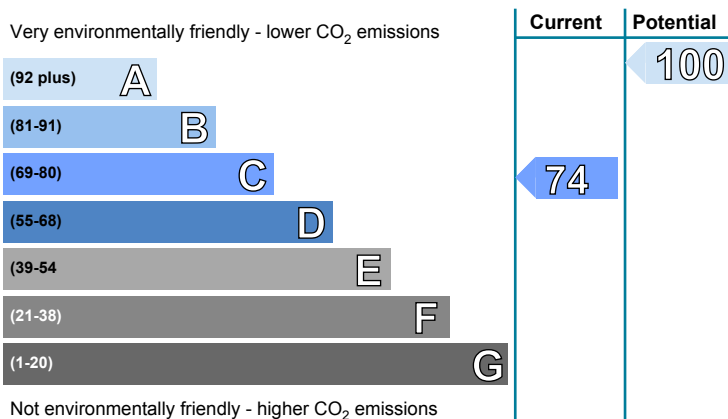 Current Potential
Very environmentally friendly - lower CO2 emissions
(92 plus) A 100
(81-91) B
(69-80) C 74
(55-68) D
(39-54 E
(21-38) F
(1-20) G
Not environmentally friendly - higher CO2 emissions